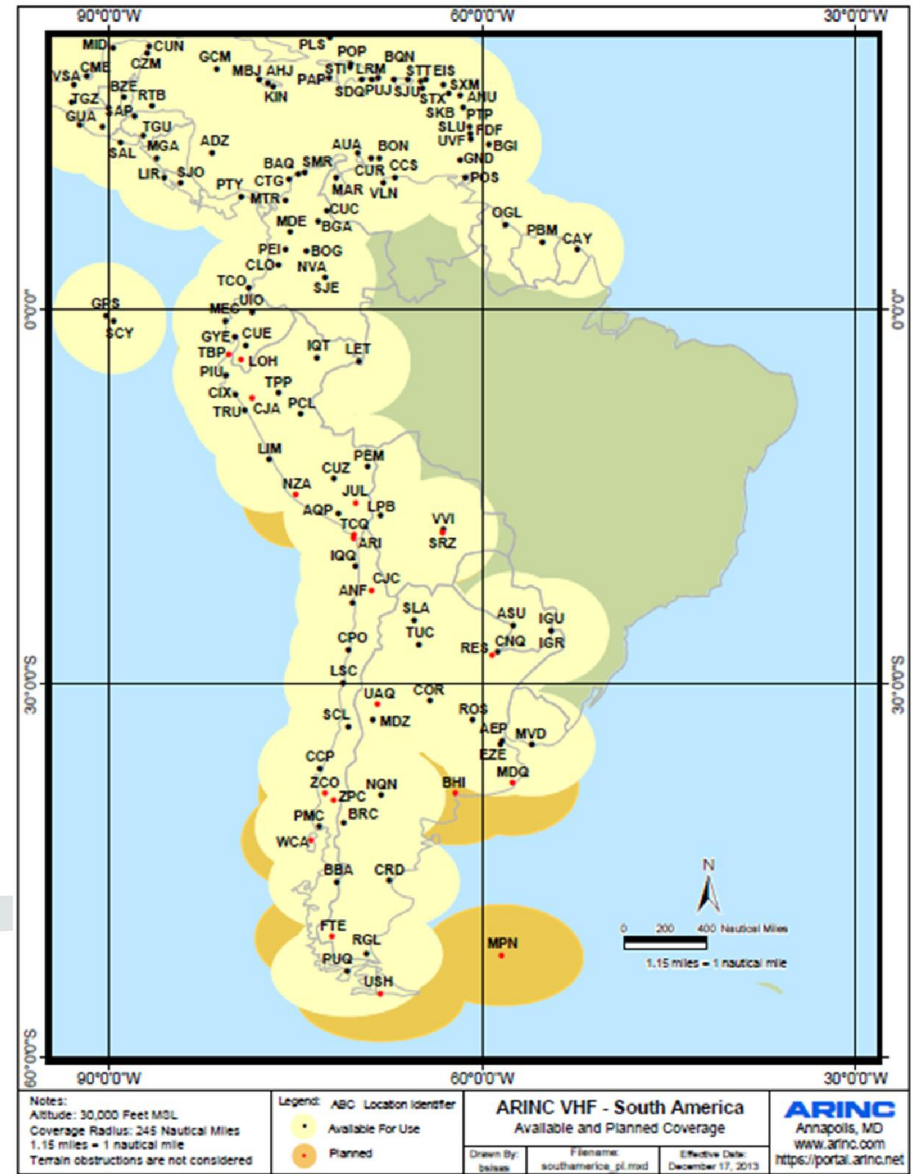 90°0'0"W 60°0'0"W 30°0'0"W
MID CUN PLS
CZM GCM POP BQN
VSA CME MBJ AHJ STI LRM STT EIS
BZE PAP SXM
TGZ RTB KIN SDQ PUJ SJU STX ANU
GUA SAP SKB PTP
TGU SLU FDF
MGA ADZ AUA BON UVF BGI
SAL BAQ SMR GND
LIR SJO CTG CUR CCS POS
PTY MTR MAR VLN
CUC OGL
MDE BGA PBM CAY
PEI BOG
CLO NVA
TCO SJE
GPS UIO
0°0'0" 0°0'0"
SCY MEC
GYE CUE
TBP LOH IQT LET
PIU
CIX TPP
TRU CJA PCL
LIM PEM
CUZ
NZA JUL
AQP LPB
TCQ VVI
ARI SRZ
IQQ
CJC
ANF
SLA ASU IGU
CPO TUC CNQ IGR
RES
LSC
30°0'0"S 30°0'0"S
UAQ COR
SCL MDZ ROS
AEP
EZE MVD
CCP MDQ
ZCO NQN BHI
ZPC
PMC BRC
WCA
BBA CRD
N
FTE 0 200 400 Nautical Miles
RGL MPN
PUQ 1.15 miles = 1 nautical mile
USH
60°0'0"S 60°0'0"S
90°0'0"W 60°0'0"W 30°0'0"W
Notes:
Altitude: 30,000 Feet MSL
Coverage Radius: 245 Nautical Miles
1.15 miles = 1 nautical mile
Terrain obstructions are not considered
Legend: ABC Location Identifier
Available For Use
Planned
ARINC VHF - South America
Available and Planned Coverage
Drawn By:
Filename:
southamerica_pl.mxd
Effective Date:
December 17, 2013
ARINC
Annapolis, MD
www.arinc.com
https://portal.arinc.net